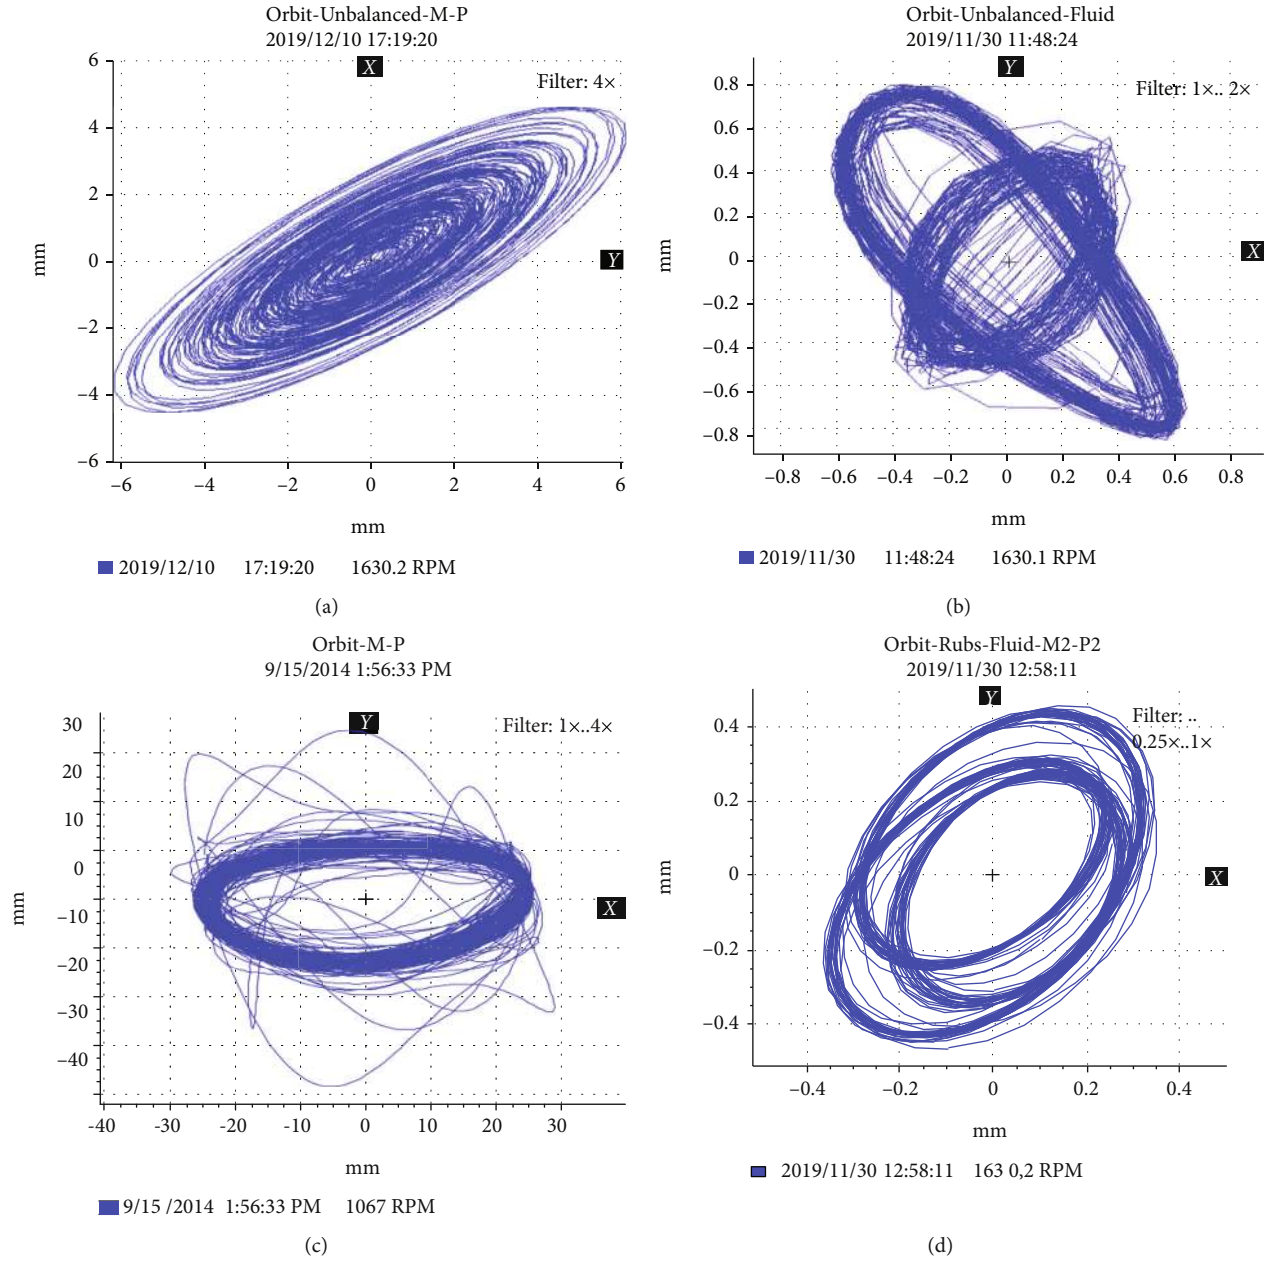 Orbit-Unbalanced-M-P
2019/12/10 17:19:20
X
Filter: 4×
6
4
2
0
−2
−4
−6
mm
Y
−6 −4 −2 0 2 4 6
mm
2019/12/10 17:19:20 1630.2 RPM
(a)
Orbit-Unbalanced-Fluid
2019/11/30 11:48:24
Y
Filter: 1×.. 2×
0.8
0.6
0.4
0.2
0
−0.2
−0.4
−0.6
−0.8
mm
X
−0.8 −0.6 −0.4 −0.2 0 0.2 0.4 0.6 0.8
mm
2019/11/30 11:48:24 1630.1 RPM
(b)
Orbit-M-P
9/15/2014 1:56:33 PM
Y
Filter: 1×..4×
30
20
10
0
−10
−20
−30
−40
mm
X
-40 -30 -20 -10 0 10 20 30
mm
9/15 /2014 1:56:33 PM 1067 RPM
(c)
Orbit-Rubs-Fluid-M2-P2
2019/11/30 12:58:11
Y
Filter: ..
0.25×..1×
0.4
0.2
0
−0.2
−0.4
mm
X
−0.4 −0.2 0 0.2 0.4
mm
2019/11/30 12:58:11 163 0,2 RPM
(d)